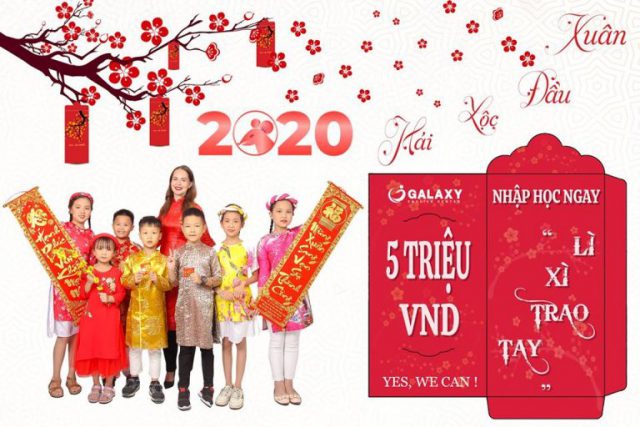 Xuân
Đầu
Xộc
Hái
2020
GALAXY
5 TRIỆU
VND
YES, WE CAN !
NHẬP HỌC NGAY
“ LÌ
XÌ
TRAO
TAY „